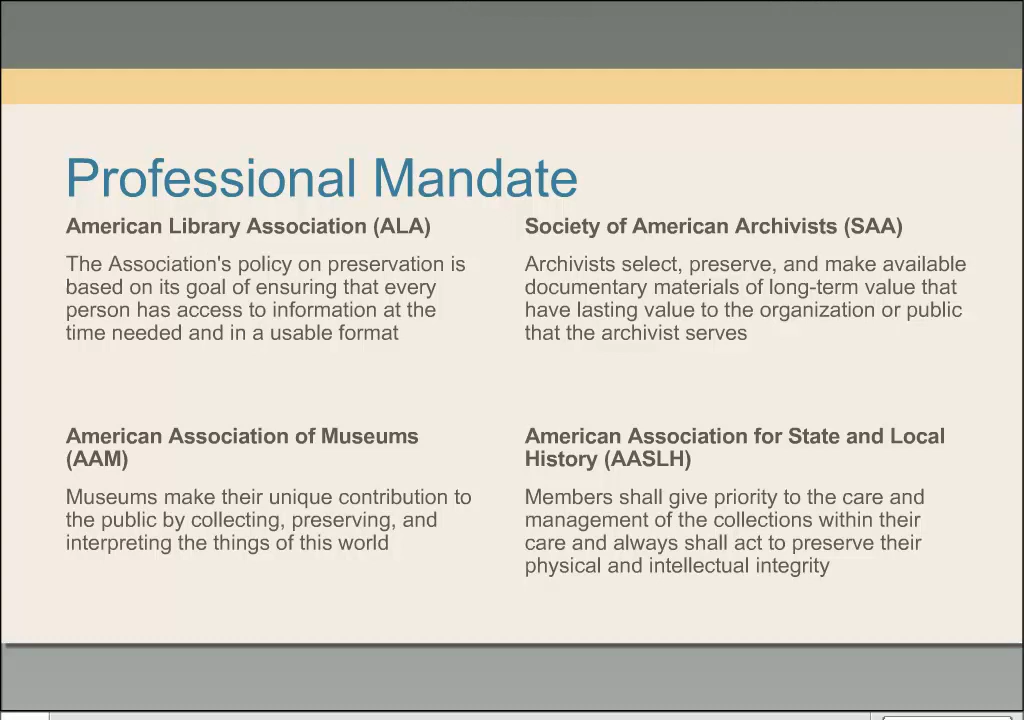 Professional Mandate
American Library Association (ALA)
The Association's policy on preservation is
based on its goal of ensuring that every
person has access to information at the
time needed and in a usable format
Society of American Archivists (SAA)
Archivists select, preserve, and make available
documentary materials of long-term value that
have lasting value to the organization or public
that the archivist serves
American Association of Museums
(AAM)
Museums make their unique contribution to
the public by collecting, preserving, and
interpreting the things of this world
American Association for State and Local
History (AASLH)
Members shall give priority to the care and
management of the collections within their
care and always shall act to preserve their
physical and intellectual integrity